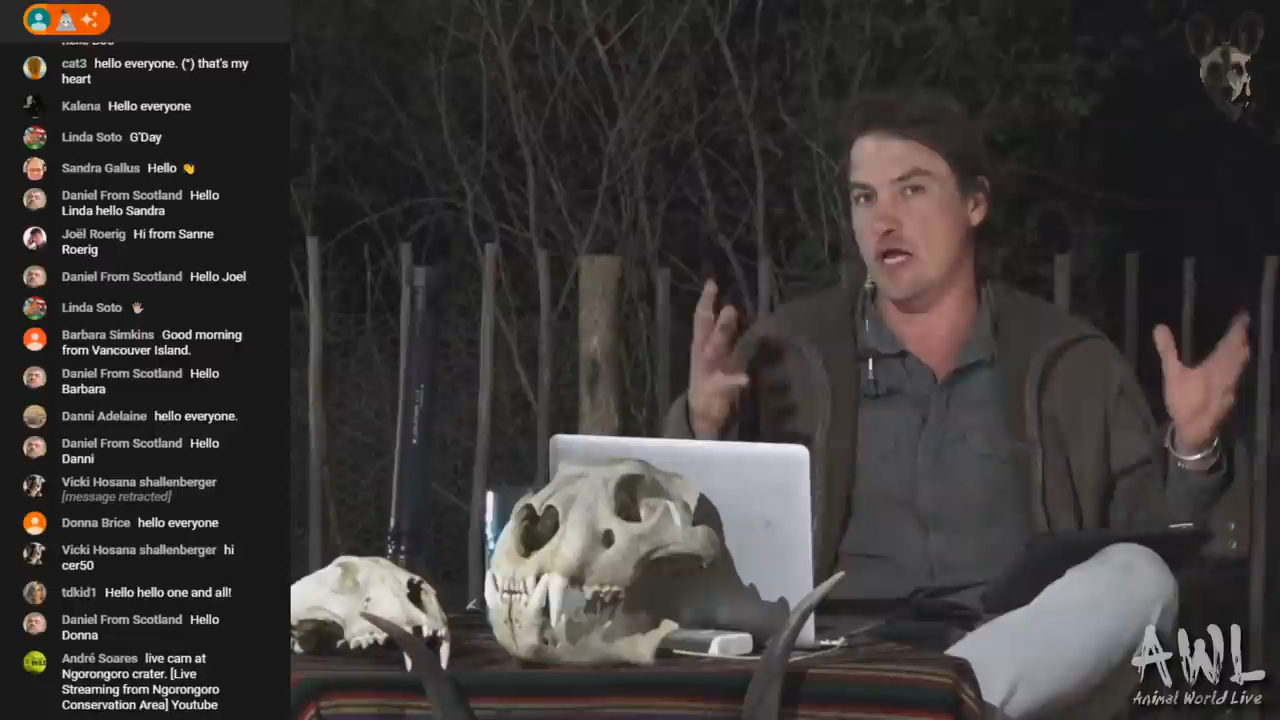 cat3 hello everyone. (*) that's my
heart
Kalena Hello everyone
Linda Soto G'Day
Sandra Gallus Hello 👏
Daniel From Scotland Hello
Linda hello Sandra
Joël Roerig Hi from Sanne
Roerig
Daniel From Scotland Hello Joel
Linda Soto 🖐🏼
Barbara Simkins Good morning
from Vancouver Island.
Daniel From Scotland Hello
Barbara
Danni Adelaine hello everyone.
Daniel From Scotland Hello
Danni
Vicki Hosana shallenberger
[message retracted]
Donna Brice hello everyone
Vicki Hosana shallenberger hi
cer50
tdkid1 Hello hello one and all!
Daniel From Scotland Hello
Donna
André Soares live cam at
Ngorongoro crater. [Live
Streaming from Ngorongoro
Conservation Area] Youtube
AWL
Animal World Live